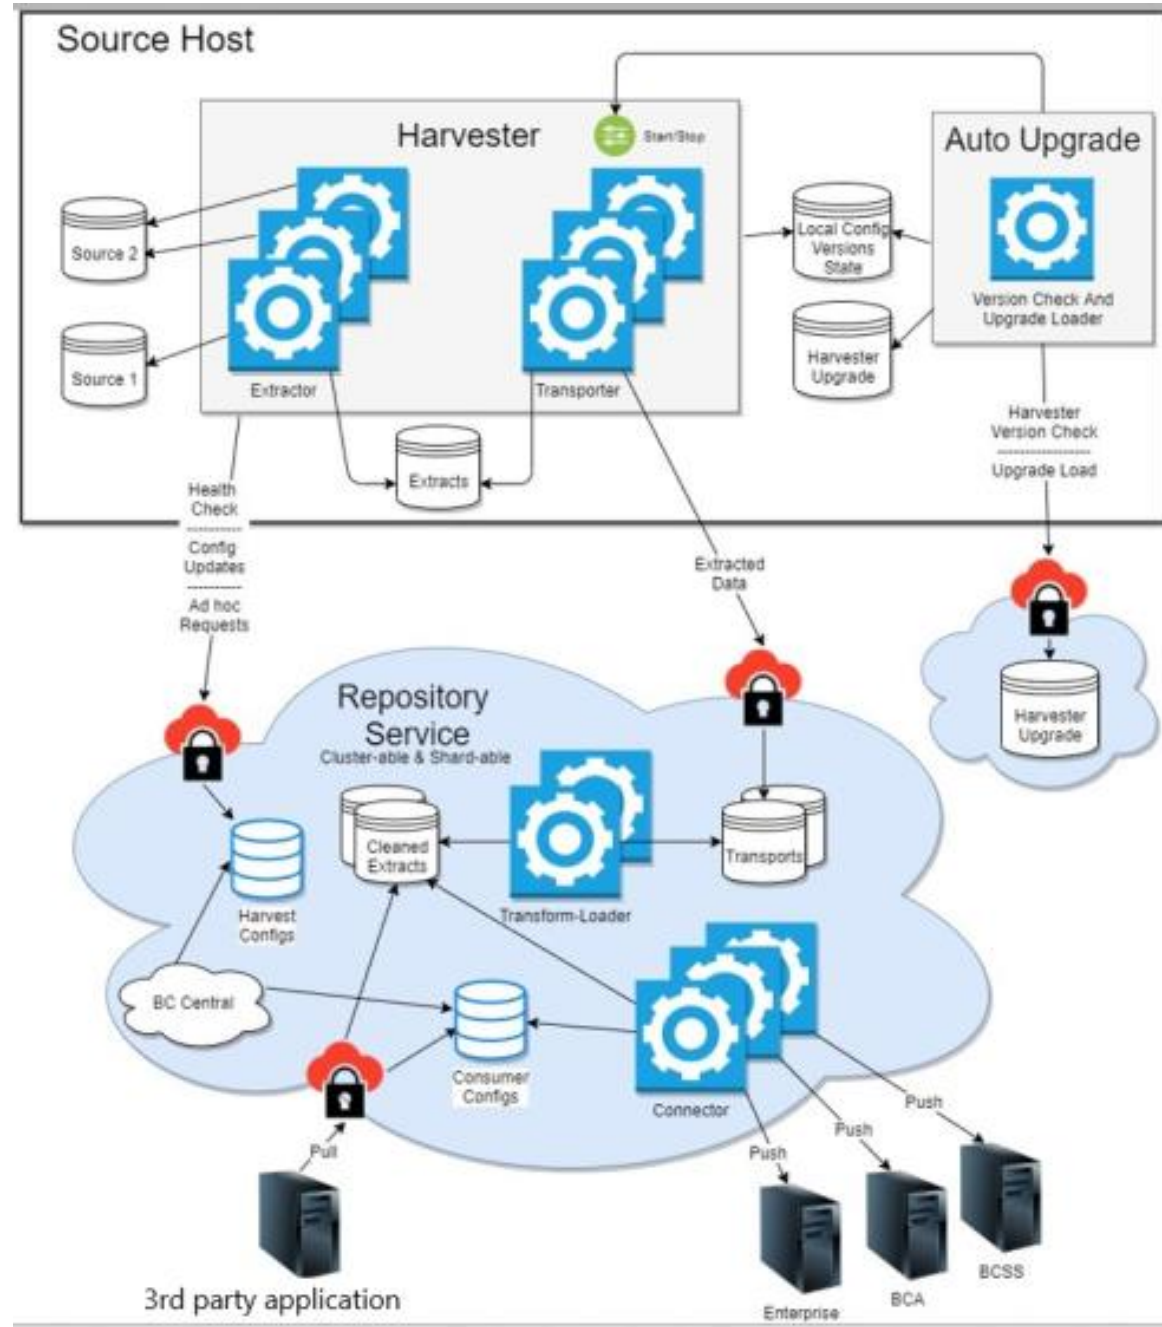 Source Host
Harvester
Start/Stop
Auto Upgrade
Source 2
Local Config
Versions
State
Version Check And
Upgrade Loader
Source 1
Harvester
Upgrade
Extractor
Transporter
Harvester
Version Check
Upgrade Load
Extracts
Health
Check
Config
Updates
Ad hoc
Requests
Extracted
Data
Repository
Service
Cluster-able & Shard-able
Harvester
Upgrade
Cleaned
Extracts
Transports
Transform-Loader
Harvest
Configs
BC Central
Consumer
Configs
Connector
Push
Push
Push
Pull
3rd party application
Enterprise
BCA
BCSS